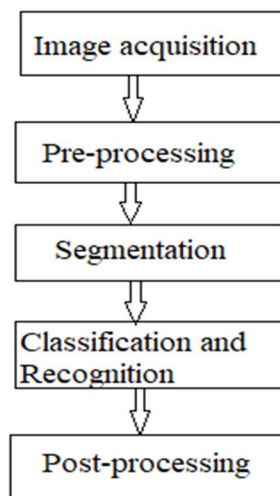 Image acquisition
Pre-processing
Segmentation
Classification and
Recognition
Post-processing